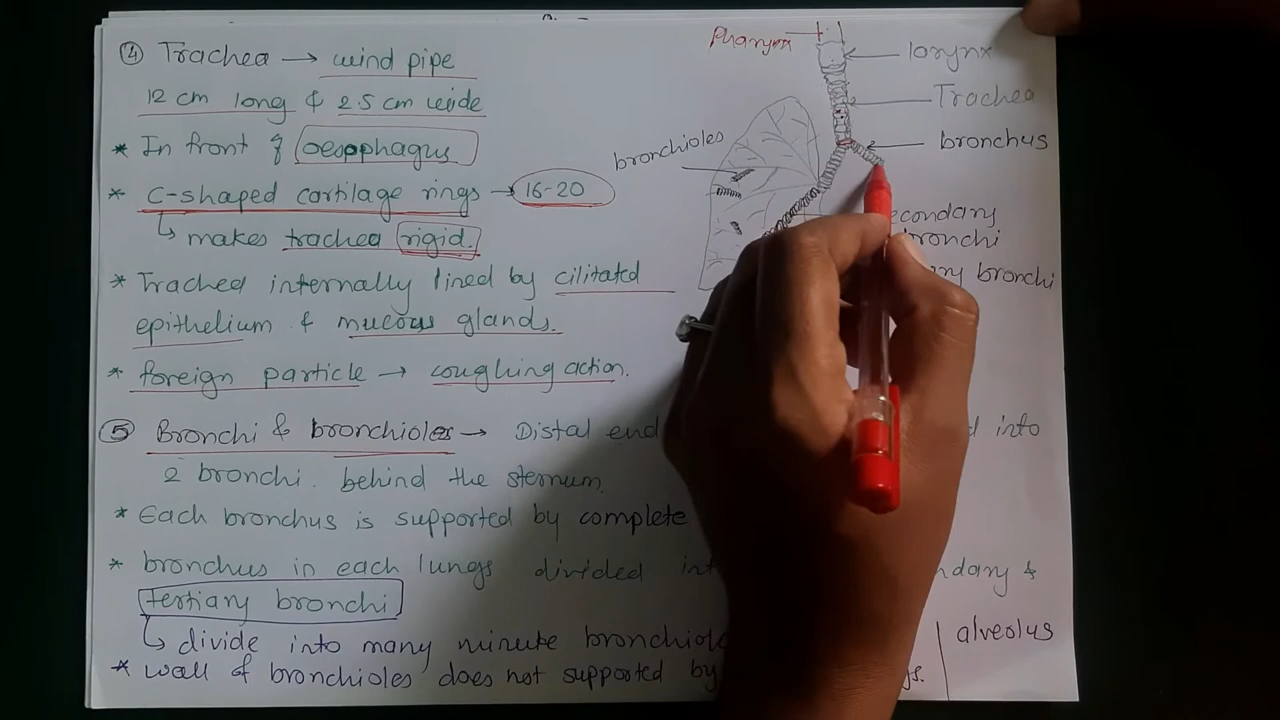 ④ Trachea → wind pipe
12 cm long & 2.5 cm wide
* In front of oesopphagus
* C-shaped cartilage rings → 16-20
↳ makes trachea rigid.
* Trachea internally lined by cilitated
epithelium & mucous glands.
* foreign particle → coughing action.
⑤ Bronchi & bronchioles → Distal end into
2 bronchi. behind the sternum.
* Each bronchus is supported by complete
* bronchus in each lungs divided ndary &
Tertiary bronchi
↳ divide into many minute
* wall of bronchioles does not supported by
Pharynx
larynx
Trachea
bronchus
bronchioles
econdary
bronchi
ary bronchi
alveolus